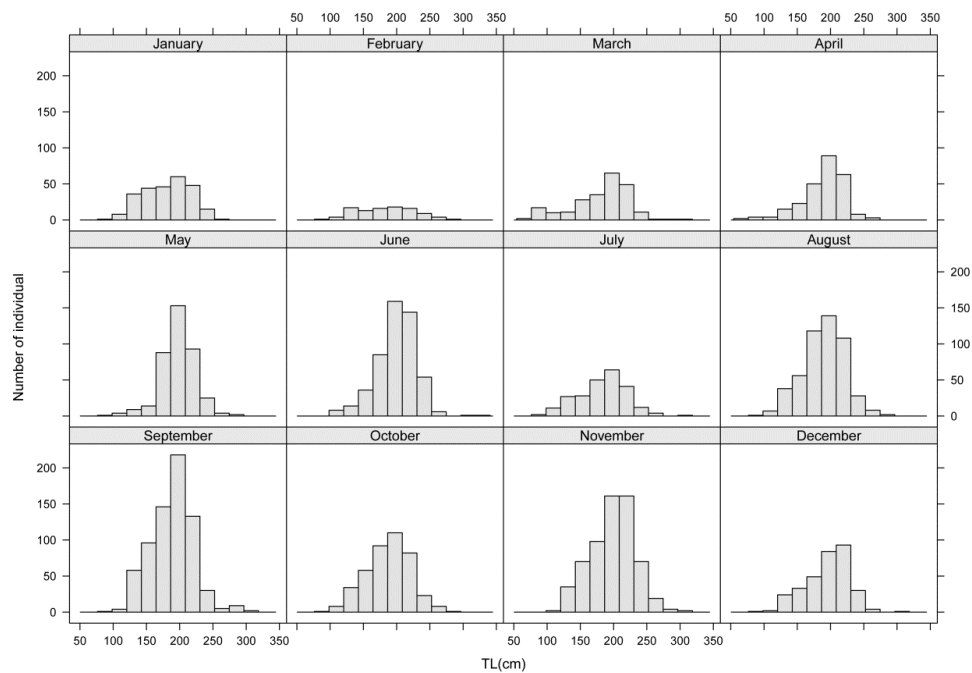 50 100 150 200 250 300 350 50 100 150 200 250 300 350
January February March April
200
150
100
50
0
May June July August
200
150
100
50
0
Number of individual
September October November December
200
150
100
50
0
50 100 150 200 250 300 350 50 100 150 200 250 300 350
TL(cm)